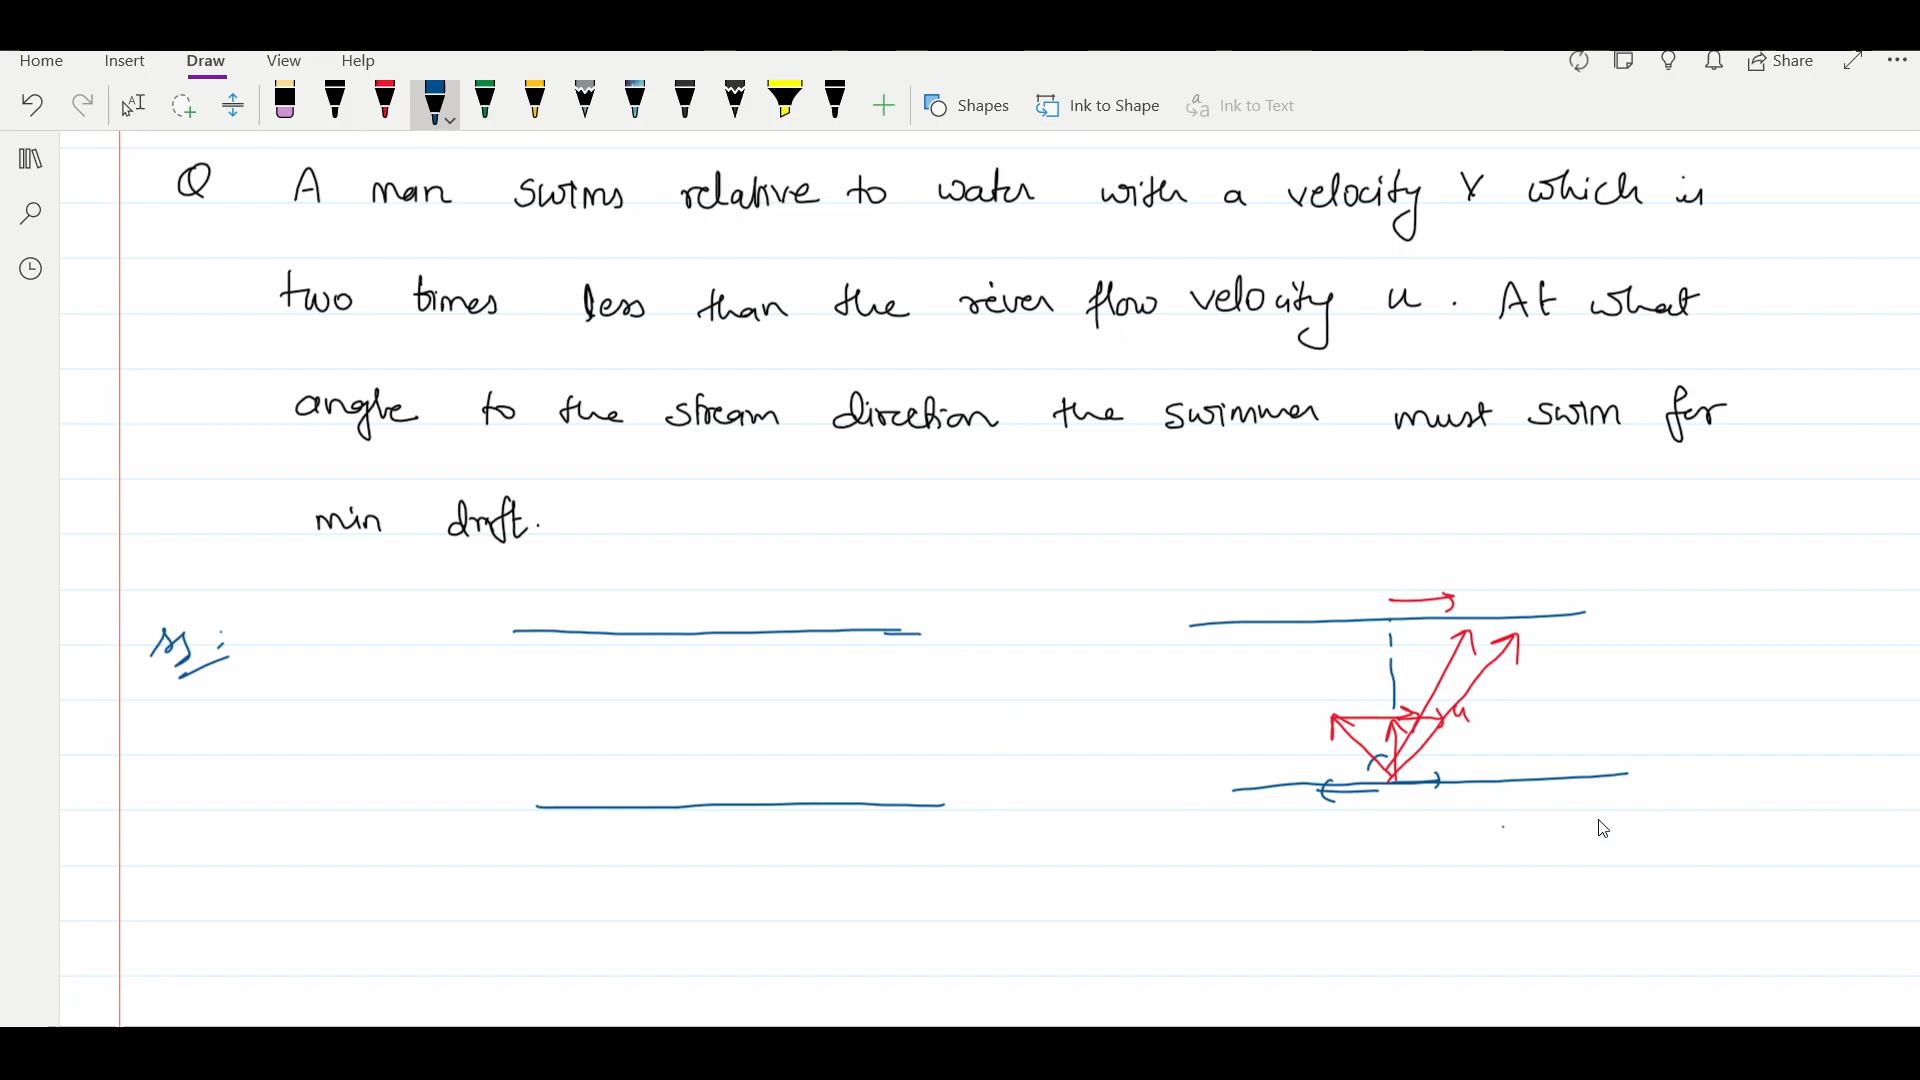 Home Insert Draw View Help Share
Shapes Ink to Shape Ink to Text
Q A man swims relative to water with a velocity v which is
two times less than the river flow velocity u. At what
angle to the stream direction the swimmer must swim for
min drift.
u